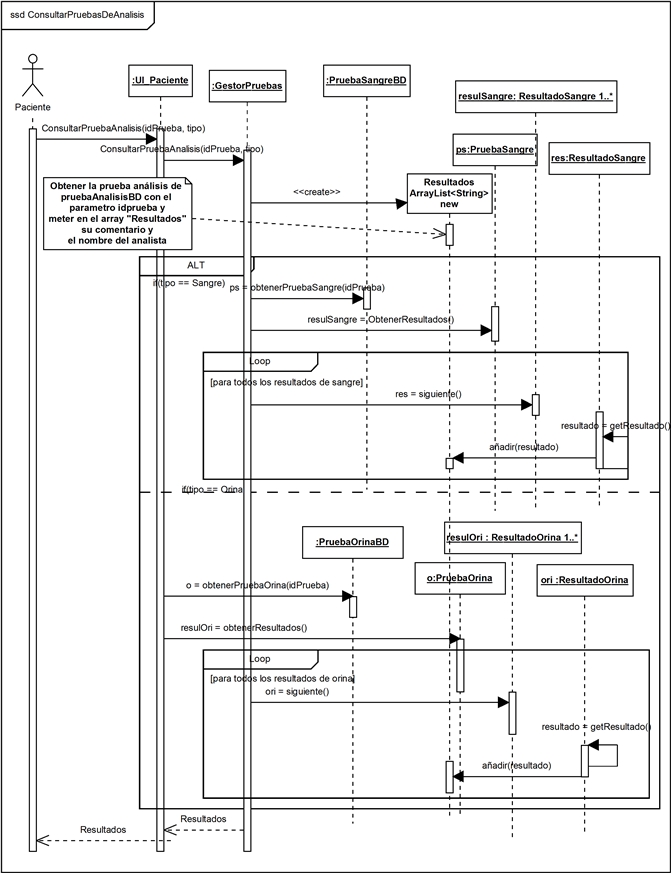 ssd ConsultarPruebasDeAnalisis
Paciente
:UI_Paciente
:GestorPruebas
:PruebaSangreBD
resulSangre: ResultadoSangre 1..*
ps:PruebaSangre
res:ResultadoSangre
ConsultarPruebaAnalisis(idPrueba, tipo)
ConsultarPruebaAnalisis(idPrueba, tipo)
<<create>>
Resultados
ArrayList<String>
new
Obtener la prueba análisis de
pruebaAnalisisBD con el
parametro idprueba y
meter en el array "Resultados"
su comentario y
el nombre del analista
ALT
if(tipo == Sangre)
ps = obtenerPruebaSangre(idPrueba)
resulSangre = ObtenerResultados()
Loop
[para todos los resultados de sangre]
res = siguiente()
resultado = getResultado()
añadir(resultado)
if(tipo == Orina
:PruebaOrinaBD
resulOri : ResultadoOrina 1..*
o:PruebaOrina
ori :ResultadoOrina
o = obtenerPruebaOrina(idPrueba)
resulOri = obtenerResultados()
Loop
[para todos los resultados de orina]
ori = siguiente()
resultado = getResultado()
añadir(resultado)
Resultados
Resultados